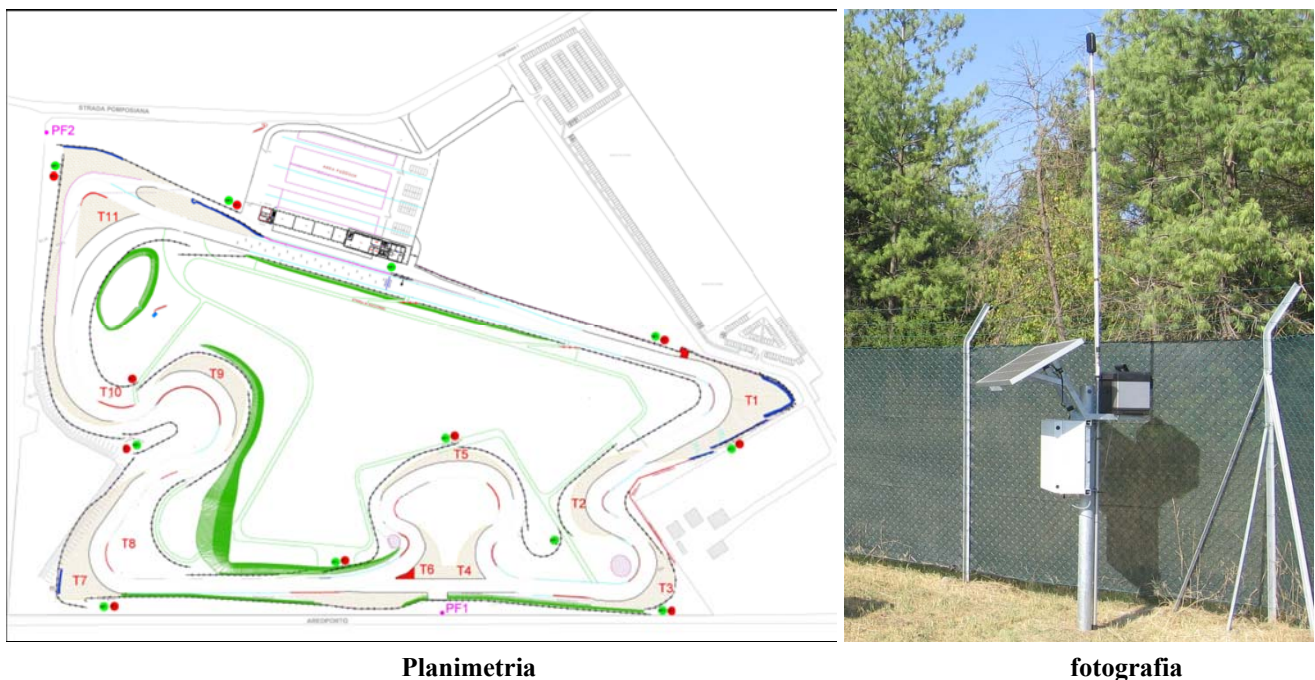 STRADA POMPOSIANA
PF2
T11
T1
T10
T9
T5
T2
T8
T6
T4
T7
T3
PF1
AREOPORTO
Planimetria
fotografia